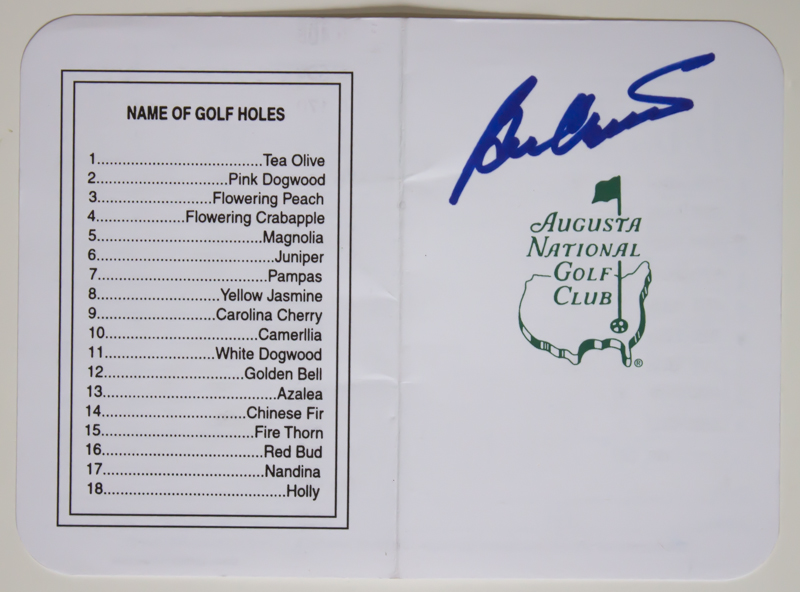 NAME OF GOLF HOLES
1..........................................Tea Olive
2.................................Pink Dogwood
3.............................Flowering Peach
4......................Flowering Crabapple
5..........................................Magnolia
6.............................................Juniper
7...........................................Pampas
8...............................Yellow Jasmine
9..............................Carolina Cherry
10.......................................Camerllia
11............................White Dogwood
12....................................Golden Bell
13............................................Azalea
14....................................Chinese Fir
15......................................Fire Thorn
16........................................Red Bud
17.........................................Nandina
18..............................................Holly
AUGUSTA
NATIONAL
GOLF
CLUB
®